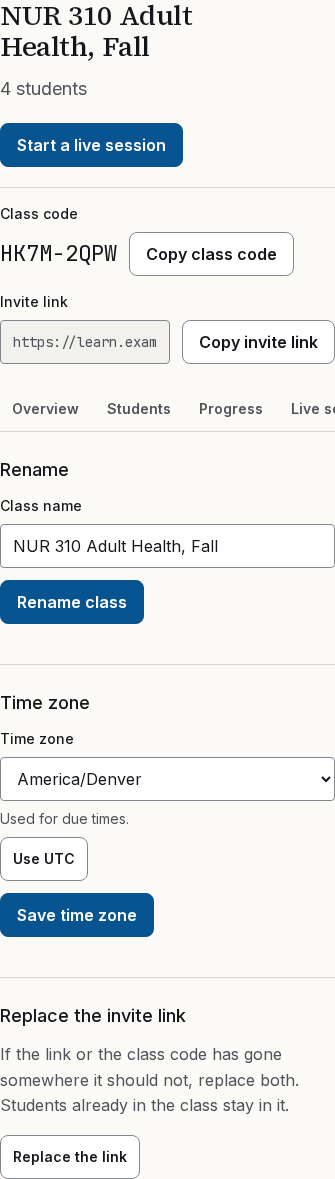 NUR 310 Adult
Health, Fall
4 students
Start a live session
Class code
HK7M-2QPW
Copy class code
Invite link
https://learn.exam
Copy invite link
Overview Students Progress Live se
Rename
Class name
NUR 310 Adult Health, Fall
Rename class
Time zone
Time zone
America/Denver
Used for due times.
Use UTC
Save time zone
Replace the invite link
If the link or the class code has gone
somewhere it should not, replace both.
Students already in the class stay in it.
Replace the link